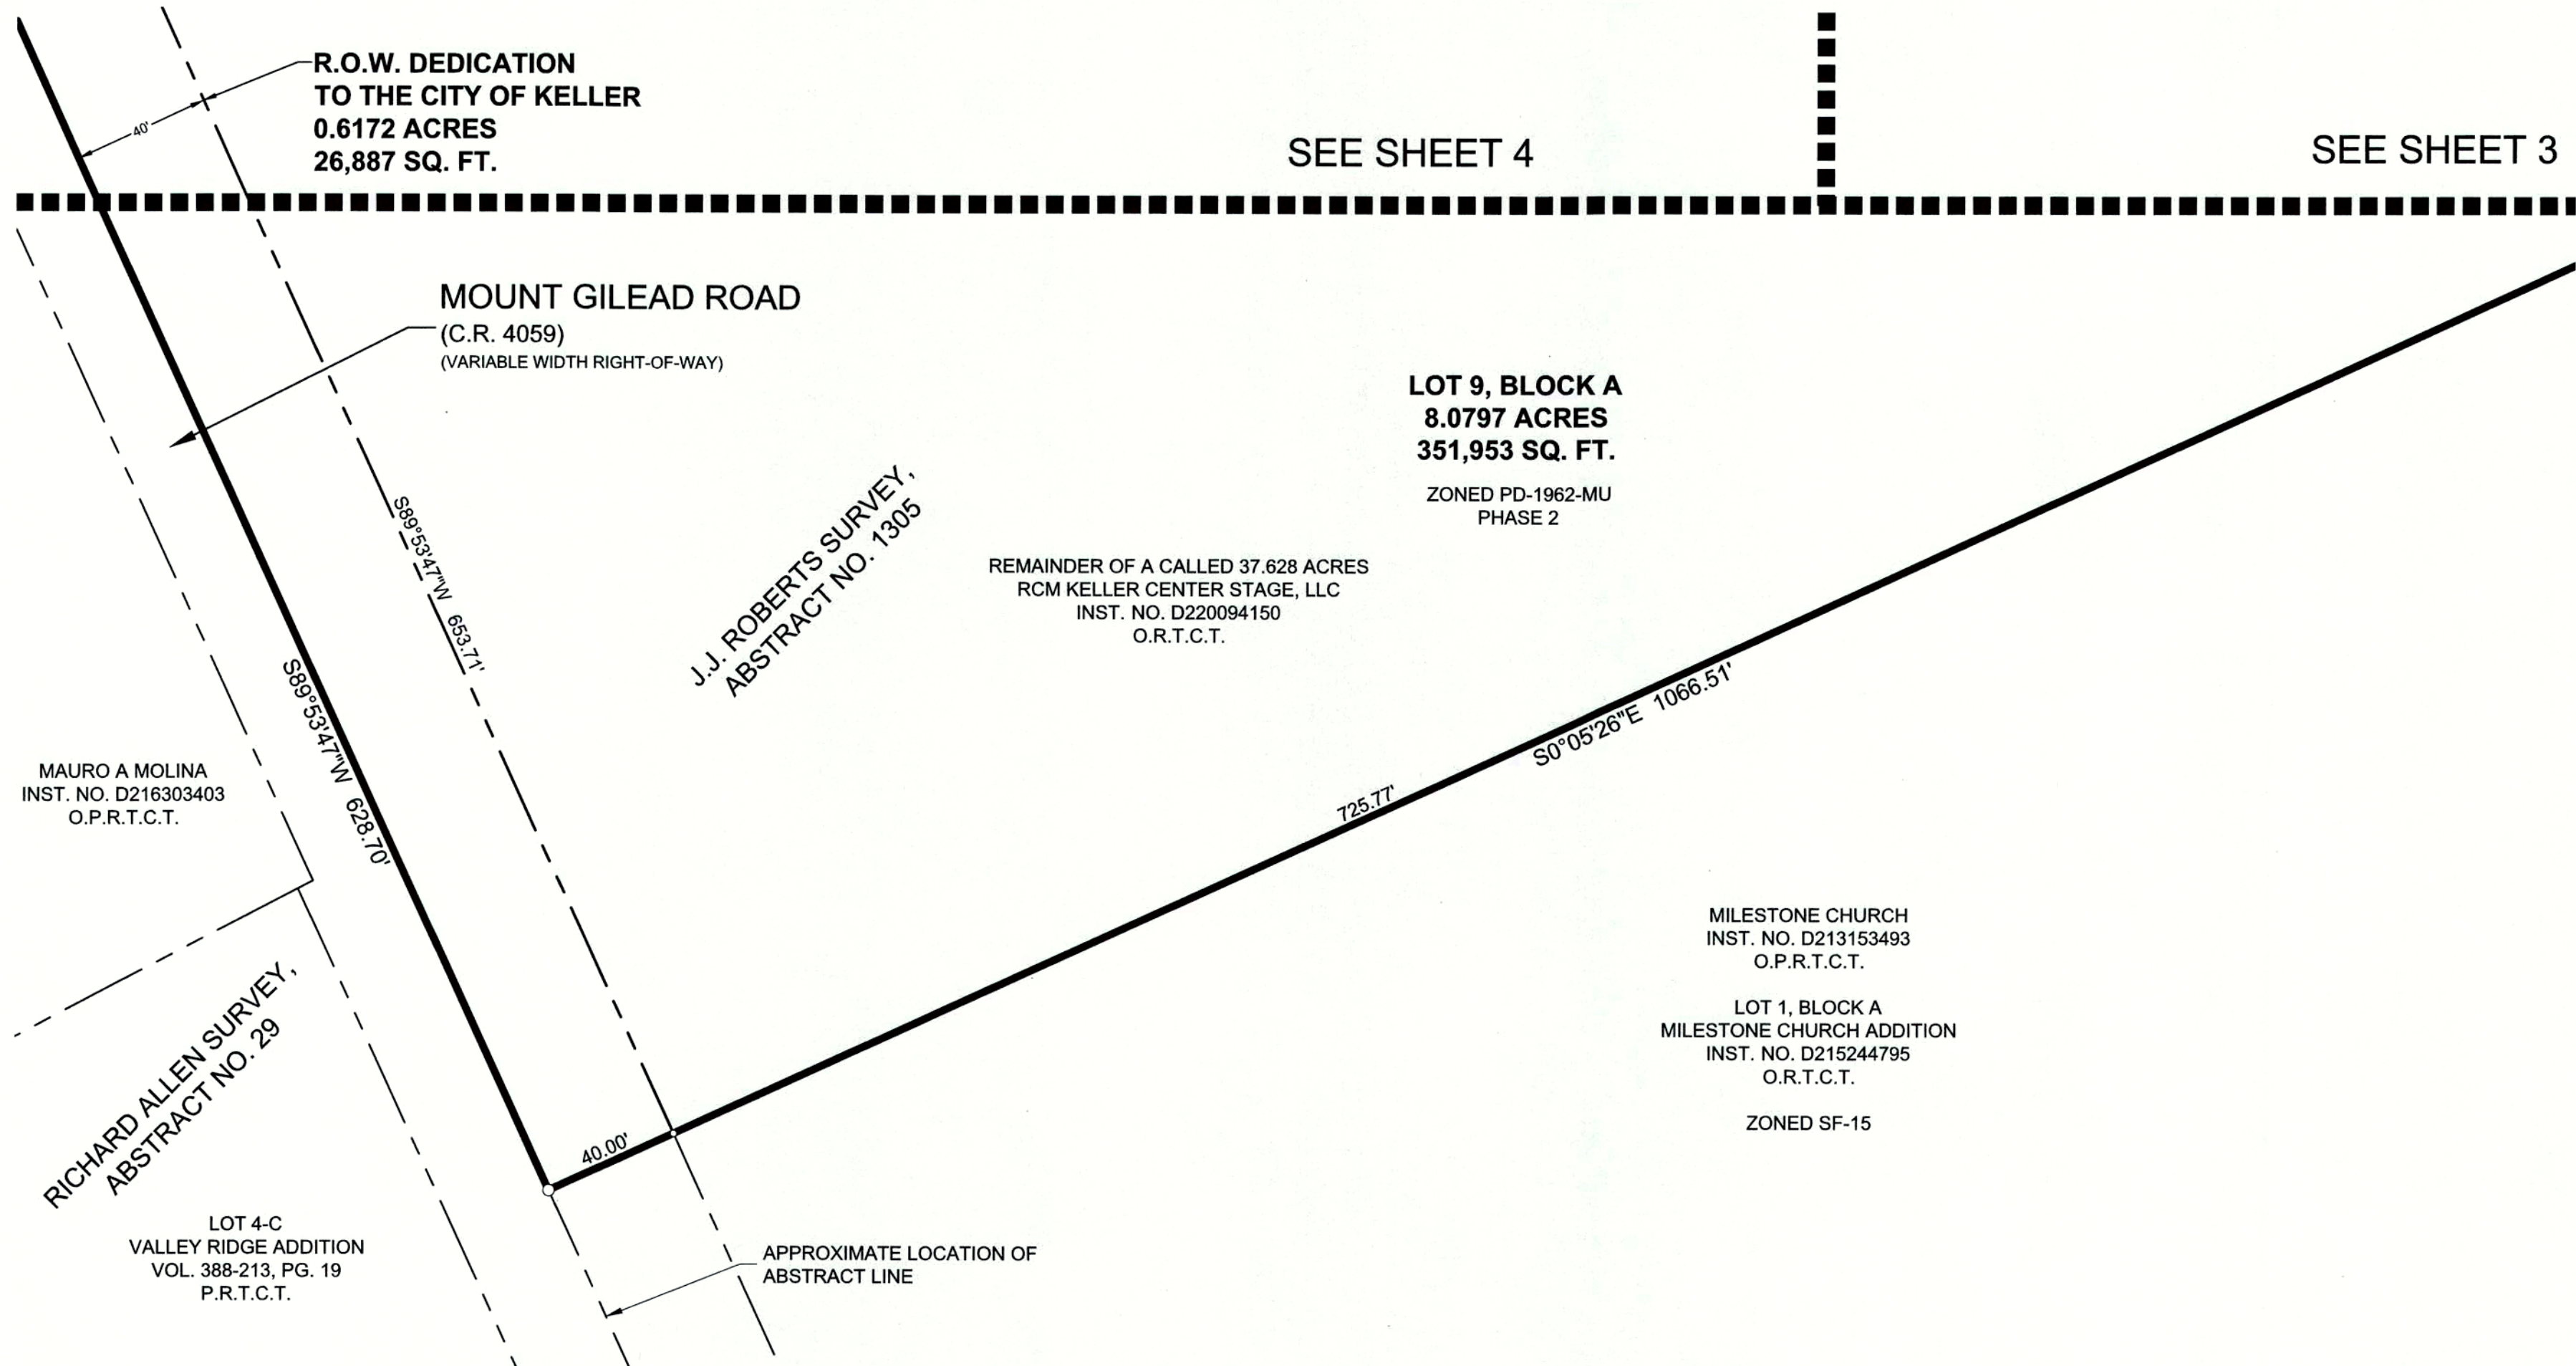 R.O.W. DEDICATION
TO THE CITY OF KELLER
0.6172 ACRES
26,887 SQ. FT.
40'
SEE SHEET 4
SEE SHEET 3
MOUNT GILEAD ROAD
(C.R. 4059)
(VARIABLE WIDTH RIGHT-OF-WAY)
LOT 9, BLOCK A
8.0797 ACRES
351,953 SQ. FT.
ZONED PD-1962-MU
PHASE 2
S89°53'47"W 653.71'
J.J. ROBERTS SURVEY,
ABSTRACT NO. 1305
REMAINDER OF A CALLED 37.628 ACRES
RCM KELLER CENTER STAGE, LLC
INST. NO. D220094150
O.R.T.C.T.
S89°53'47"W 628.70'
S0°05'26"E 1066.51'
725.77'
MAURO A MOLINA
INST. NO. D216303403
O.P.R.T.C.T.
MILESTONE CHURCH
INST. NO. D213153493
O.P.R.T.C.T.
LOT 1, BLOCK A
MILESTONE CHURCH ADDITION
INST. NO. D215244795
O.R.T.C.T.
ZONED SF-15
RICHARD ALLEN SURVEY,
ABSTRACT NO. 29
40.00'
LOT 4-C
VALLEY RIDGE ADDITION
VOL. 388-213, PG. 19
P.R.T.C.T.
APPROXIMATE LOCATION OF
ABSTRACT LINE